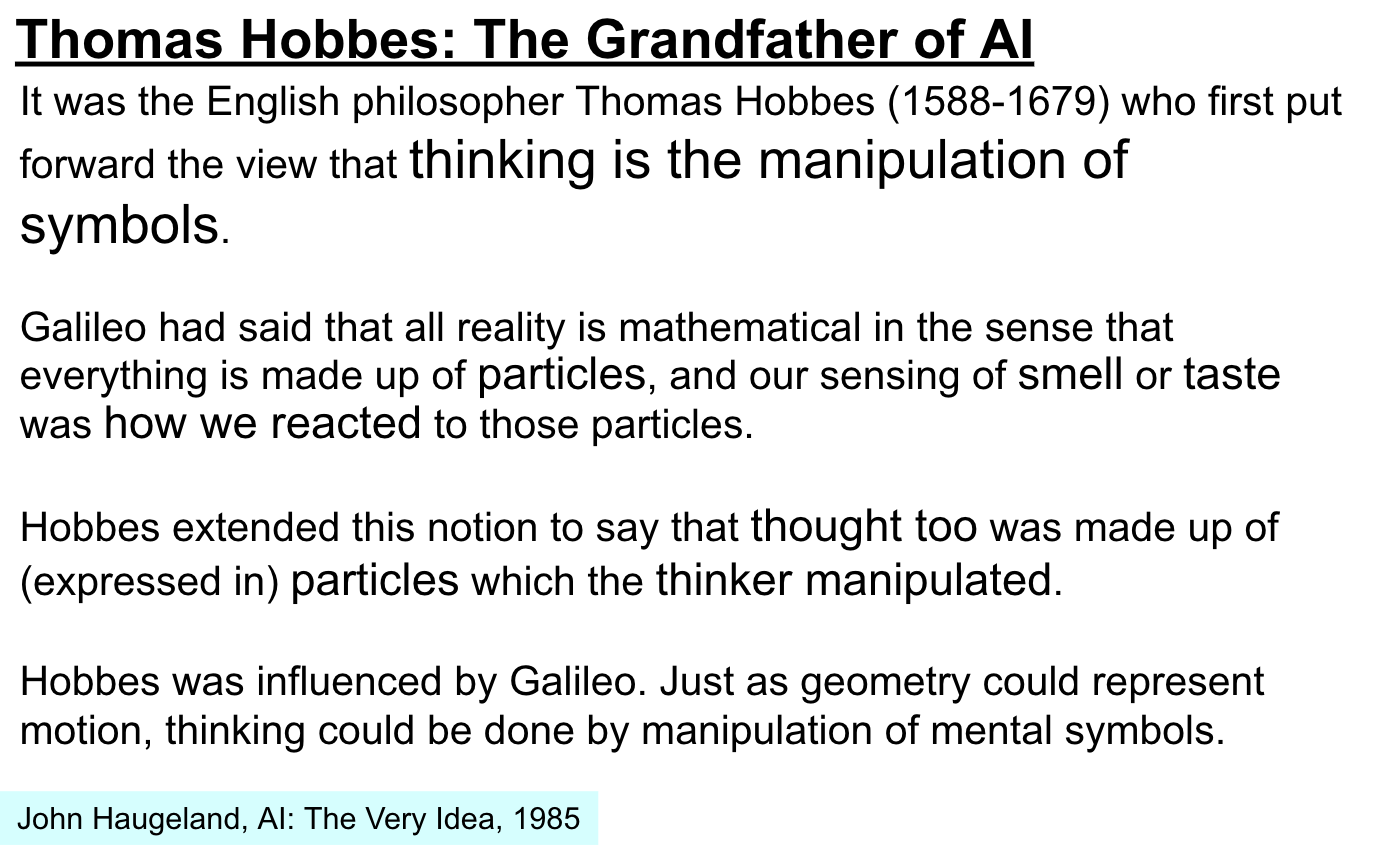 Thomas Hobbes: The Grandfather of AI
It was the English philosopher Thomas Hobbes (1588-1679) who first put
forward the view that thinking is the manipulation of
symbols.
Galileo had said that all reality is mathematical in the sense that
everything is made up of particles, and our sensing of smell or taste
was how we reacted to those particles.
Hobbes extended this notion to say that thought too was made up of
(expressed in) particles which the thinker manipulated.
Hobbes was influenced by Galileo. Just as geometry could represent
motion, thinking could be done by manipulation of mental symbols.
John Haugeland, AI: The Very Idea, 1985